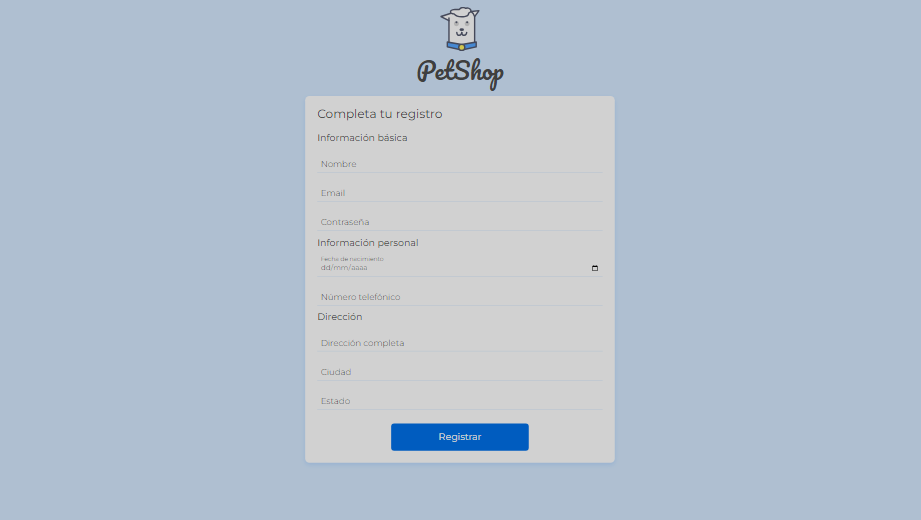 PetShop
Completa tu registro
Información básica
Nombre
Email
Contraseña
Información personal
Fecha de nacimiento
dd/mm/aaaa
Número telefónico
Dirección
Dirección completa
Ciudad
Estado
Registrar